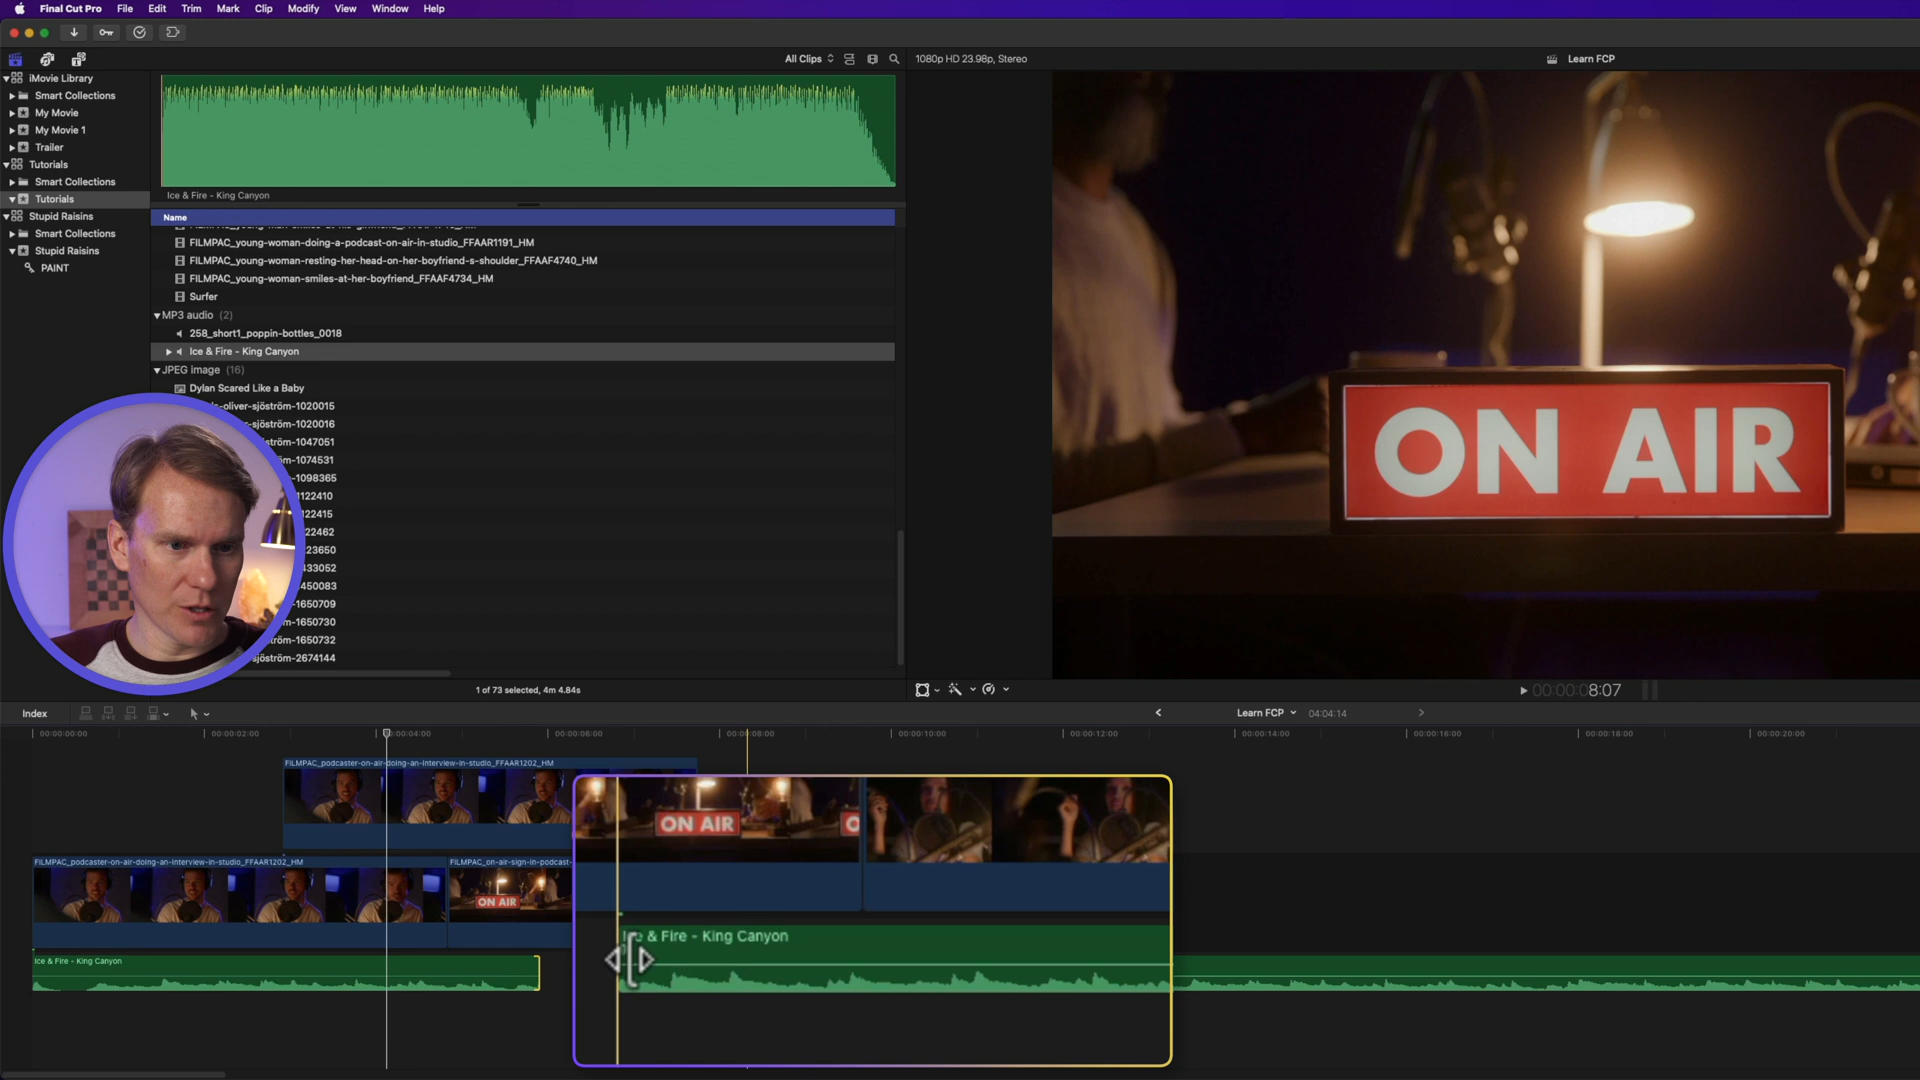 Final Cut Pro File Edit Trim Mark Clip Modify View Window Help
All Clips
1080p HD 23.98p, Stereo
Learn FCP
iMovie Library
Smart Collections
My Movie
My Movie 1
Trailer
Tutorials
Smart Collections
Tutorials
Stupid Raisins
Smart Collections
Stupid Raisins
PAINT
Ice & Fire - King Canyon
Name
FILMPAC_young-woman-doing-a-podcast-on-air-in-studio_FFAAR1191_HM
FILMPAC_young-woman-resting-her-head-on-her-boyfriend-s-shoulder_FFAAF4740_HM
FILMPAC_young-woman-smiles-at-her-boyfriend_FFAAF4734_HM
Surfer
MP3 audio (2)
258_short1_poppin-bottles_0018
Ice & Fire - King Canyon
JPEG image (16)
Dylan Scared Like a Baby
-oliver-sjöström-1020015
-sjöström-1020016
sjöström-1047051
öm-1074531
öm-1098365
1122410
122415
22462
23650
433052
450083
-1650709
röm-1650730
tröm-1650732
sjöström-2674144
1 of 73 selected, 4m 4.84s
ON AIR
00:00:08:07
Index
Learn FCP 04:04:14
00:00:00:00 00:00:02:00 00:00:04:00 00:00:06:00 00:00:08:00 00:00:10:00 00:00:12:00 00:00:14:00 00:00:16:00 00:00:18:00 00:00:20:00
FILMPAC_podcaster-on-air-doing-an-interview-in-studio_FFAAR1202_HM
ON AIR
FILMPAC_podcaster-on-air-doing-an-interview-in-studio_FFAAR1202_HM
FILMPAC_on-air-sign-in-podcast-
ON AIR
Ice & Fire - King Canyon
Ice & Fire - King Canyon